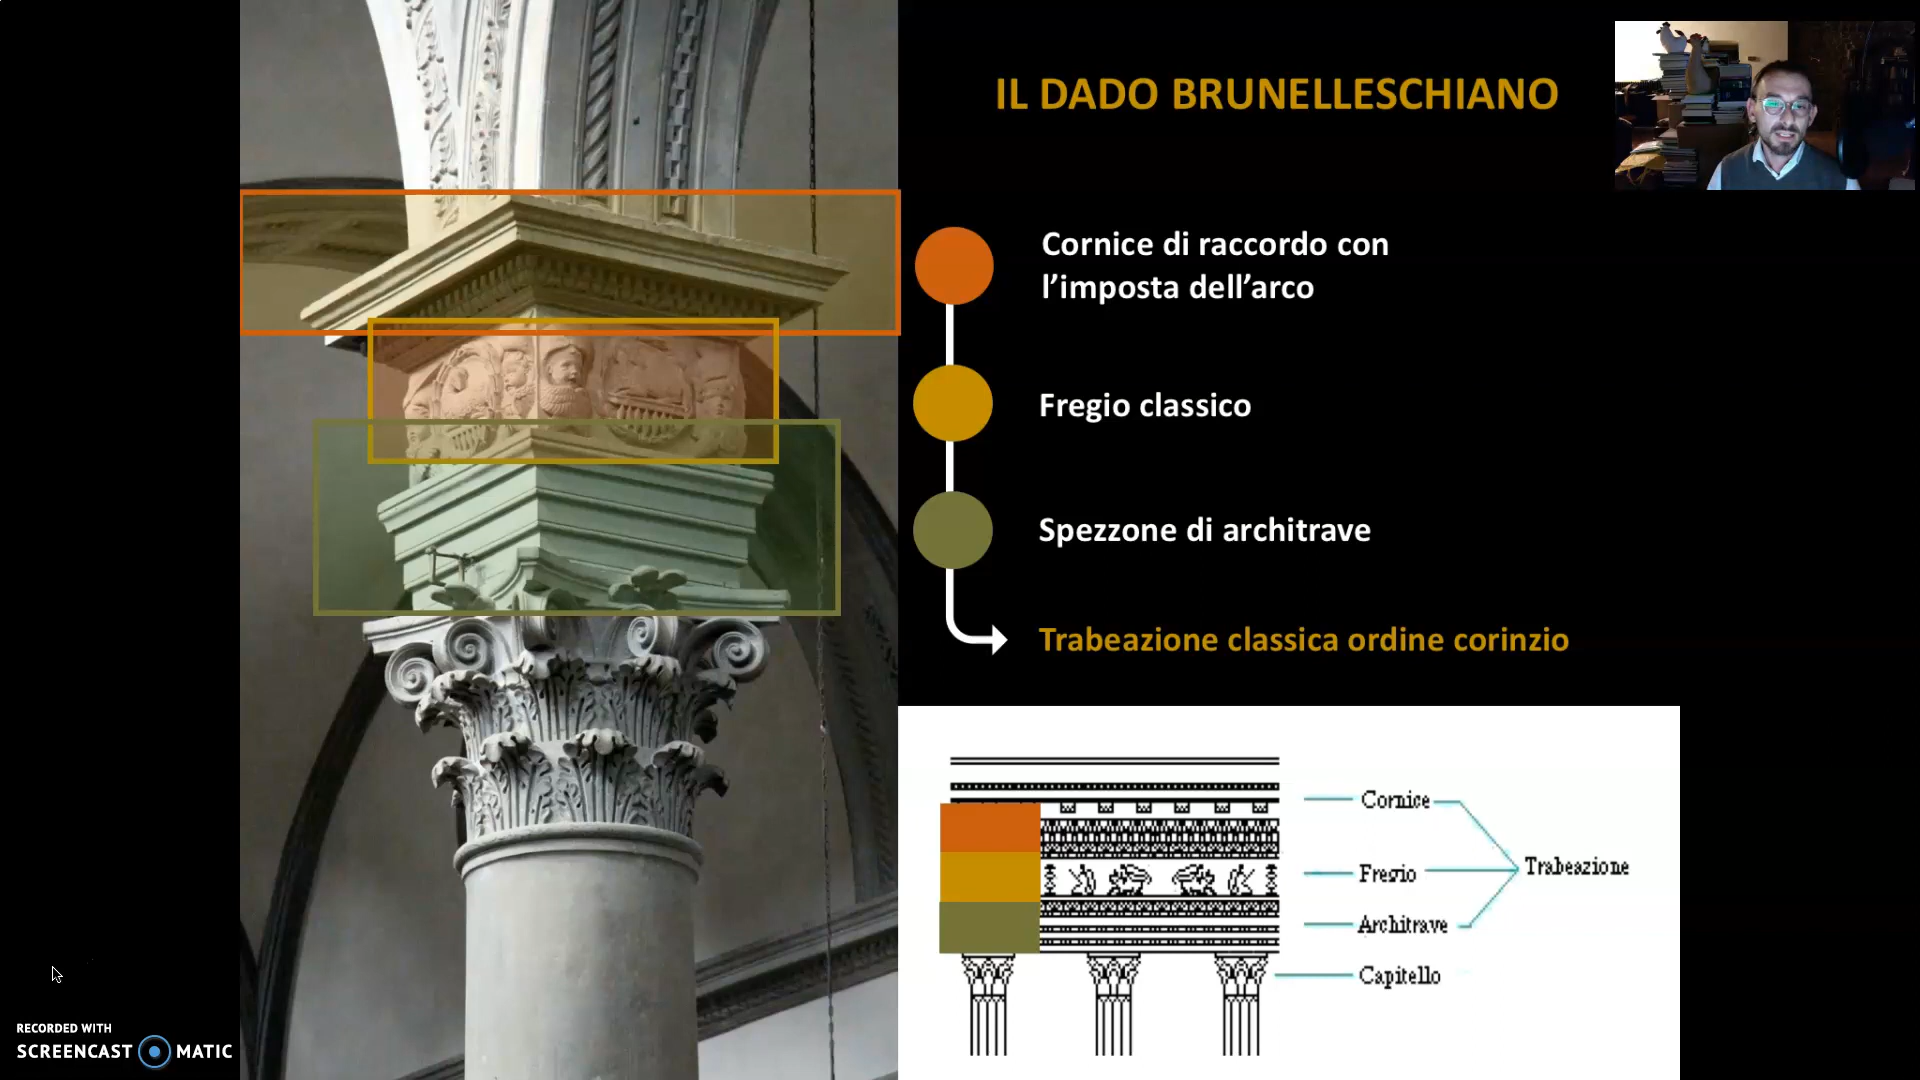 IL DADO BRUNELLESCHIANO
Cornice di raccordo con
l’imposta dell’arco
Fregio classico
Spezzone di architrave
Trabeazione classica ordine corinzio
Cornice
Fregio
Trabeazione
Architrave
Capitello
RECORDED WITH
SCREENCAST MATIC